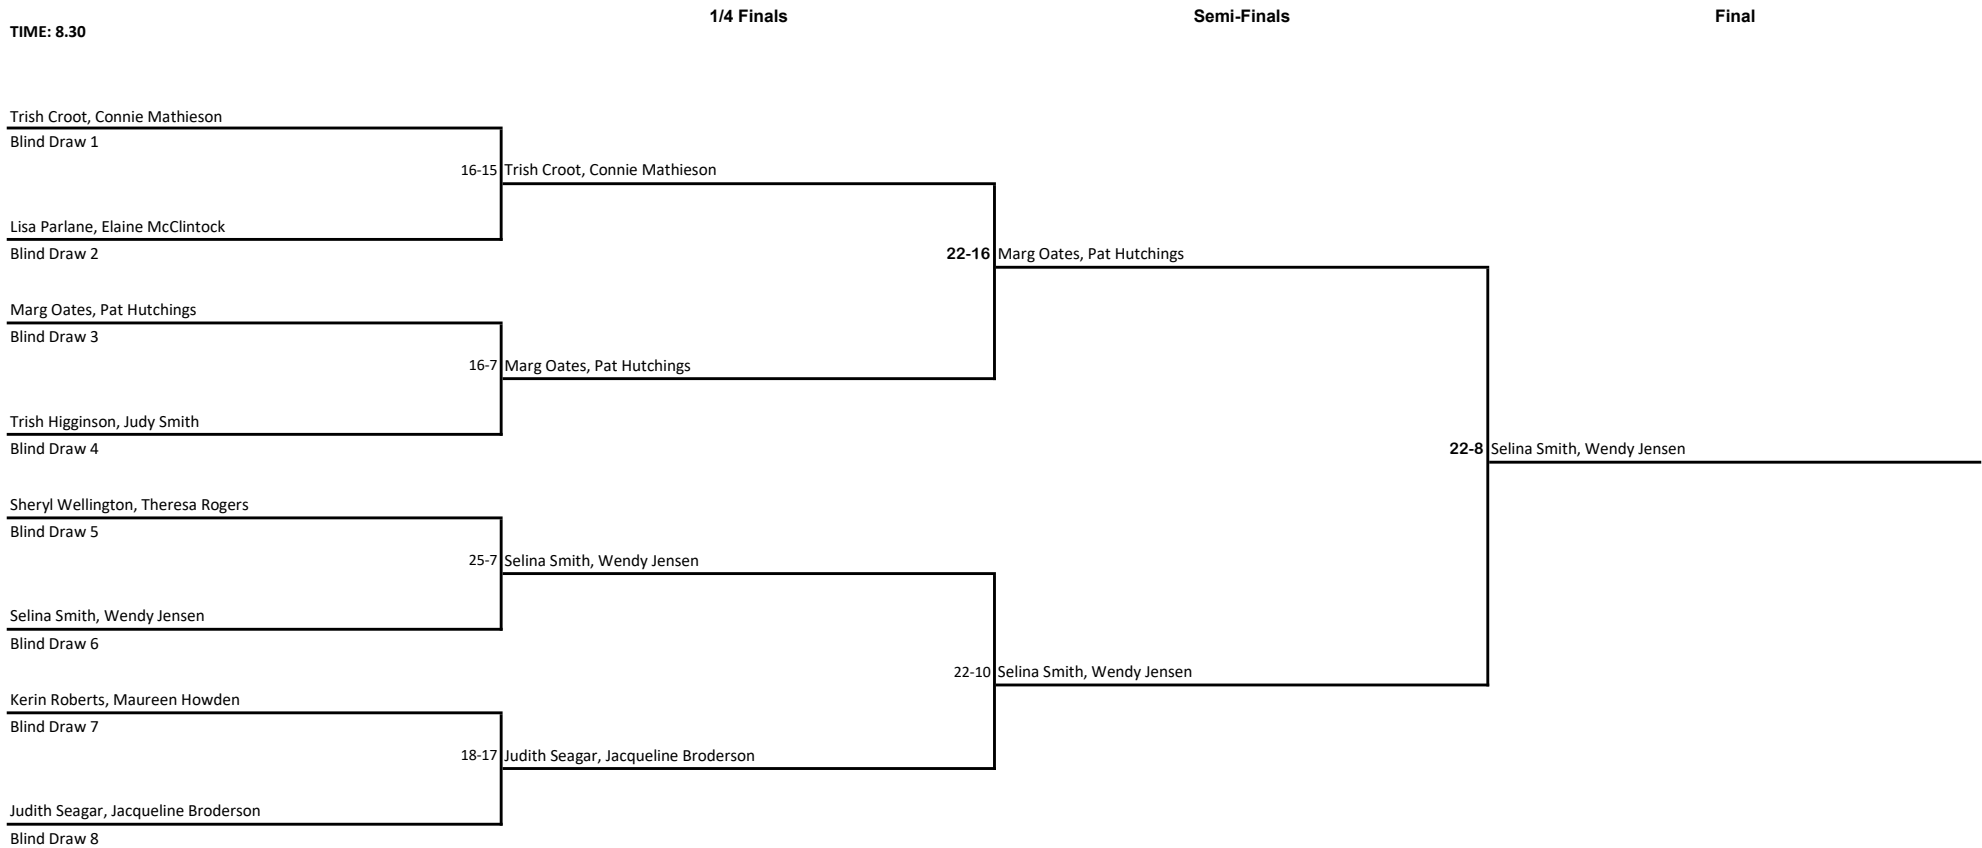 1/4 Finals
Semi-Finals
Final
TIME: 8.30
Trish Croot, Connie Mathieson
Blind Draw 1
16-15 Trish Croot, Connie Mathieson
Lisa Parlane, Elaine McClintock
Blind Draw 2
22-16 Marg Oates, Pat Hutchings
Marg Oates, Pat Hutchings
Blind Draw 3
16-7 Marg Oates, Pat Hutchings
Trish Higginson, Judy Smith
Blind Draw 4
22-8 Selina Smith, Wendy Jensen
Sheryl Wellington, Theresa Rogers
Blind Draw 5
25-7 Selina Smith, Wendy Jensen
Selina Smith, Wendy Jensen
Blind Draw 6
22-10 Selina Smith, Wendy Jensen
Kerin Roberts, Maureen Howden
Blind Draw 7
18-17 Judith Seagar, Jacqueline Broderson
Judith Seagar, Jacqueline Broderson
Blind Draw 8